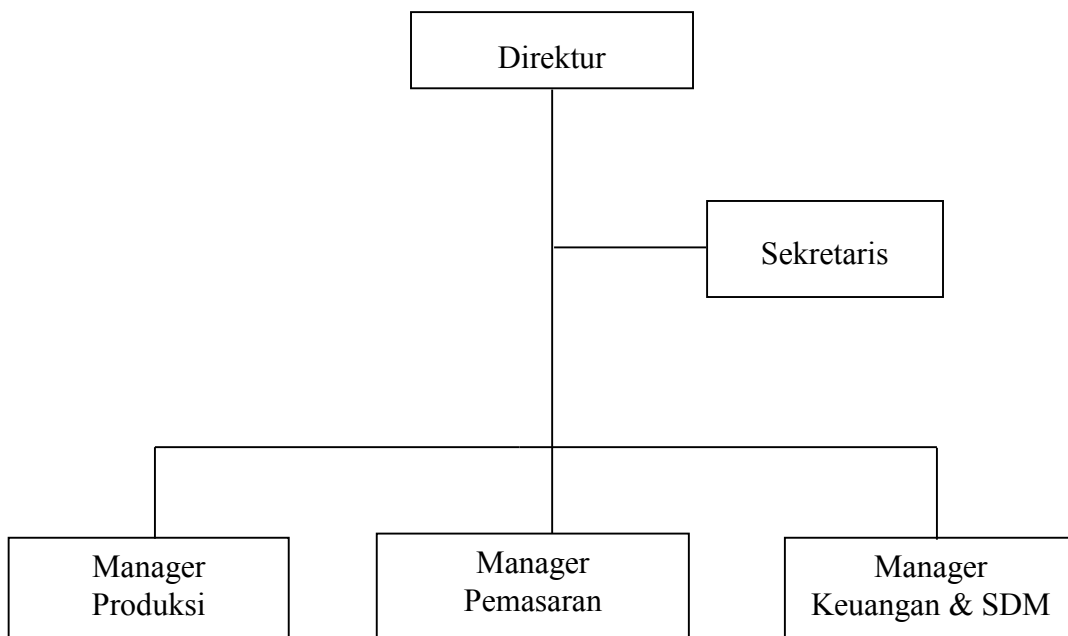 Direktur
Sekretaris
Manager
Produksi
Manager
Pemasaran
Manager
Keuangan & SDM